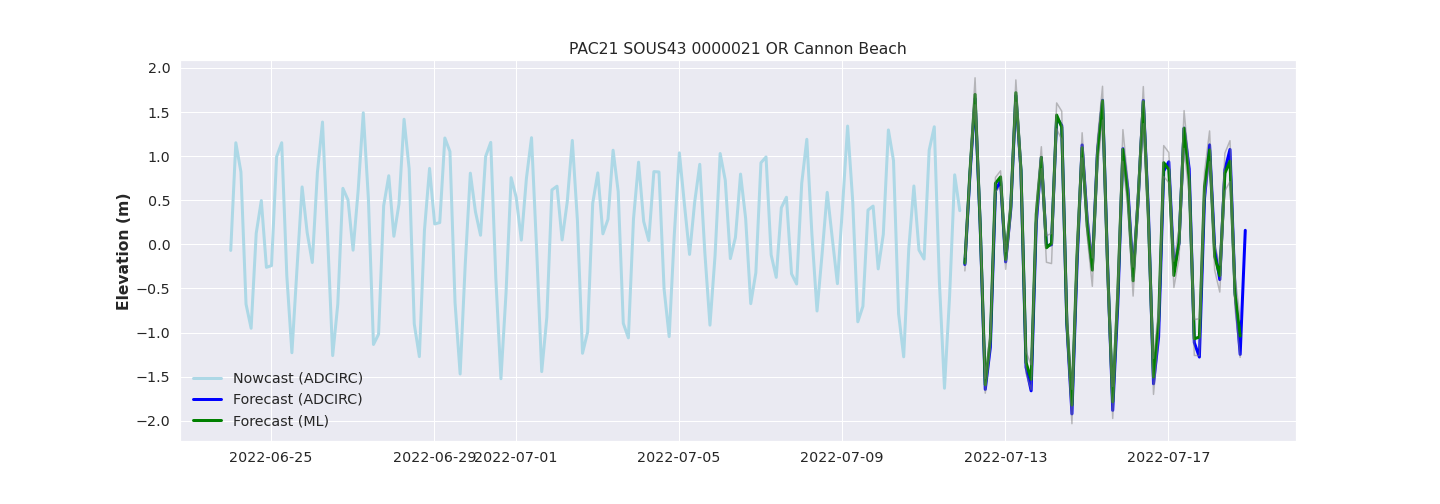 PAC21 SOUS43 0000021 OR Cannon Beach
Elevation (m)
2.0
1.5
1.0
0.5
0.0
−0.5
−1.0
−1.5
−2.0
Nowcast (ADCIRC)
Forecast (ADCIRC)
Forecast (ML)
2022-06-25 2022-06-29 2022-07-01 2022-07-05 2022-07-09 2022-07-13 2022-07-17